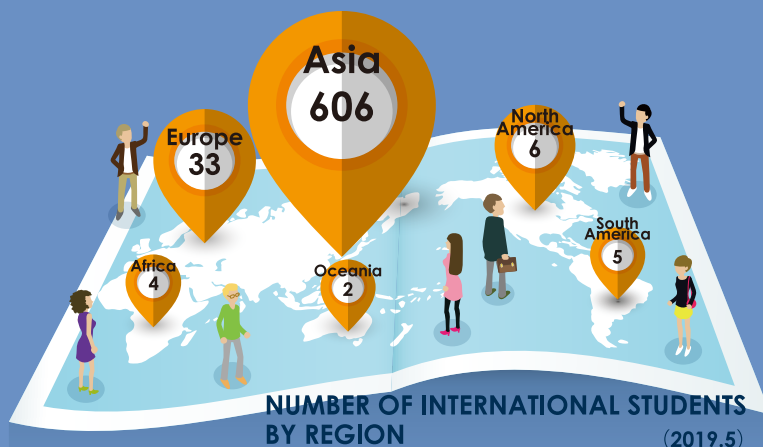 Asia
606
Europe
33
North
America
6
South
America
5
Africa
4
Oceania
2
NUMBER OF INTERNATIONAL STUDENTS
BY REGION
（2019.5）